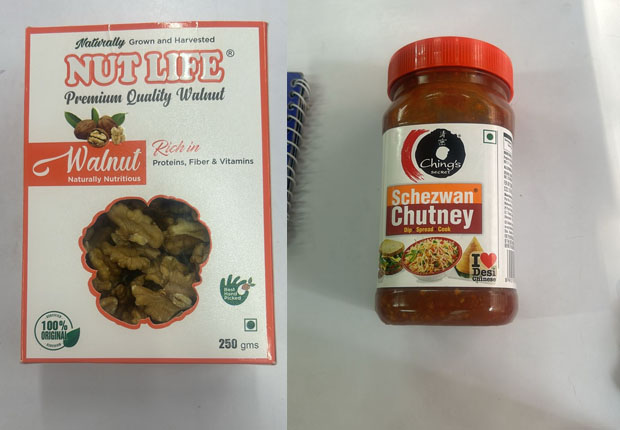 Naturally Grown and Harvested
NUT LIFE®
Premium Quality Walnut
Walnut
Naturally Nutritious
Rich in
Proteins, Fiber & Vitamins
Best
Hand
Picked
100%
ORIGINAL
250 gms
Ching's
SECRET
Schezwan
Chutney
Dip Spread Cook
I
Desi
Chinese